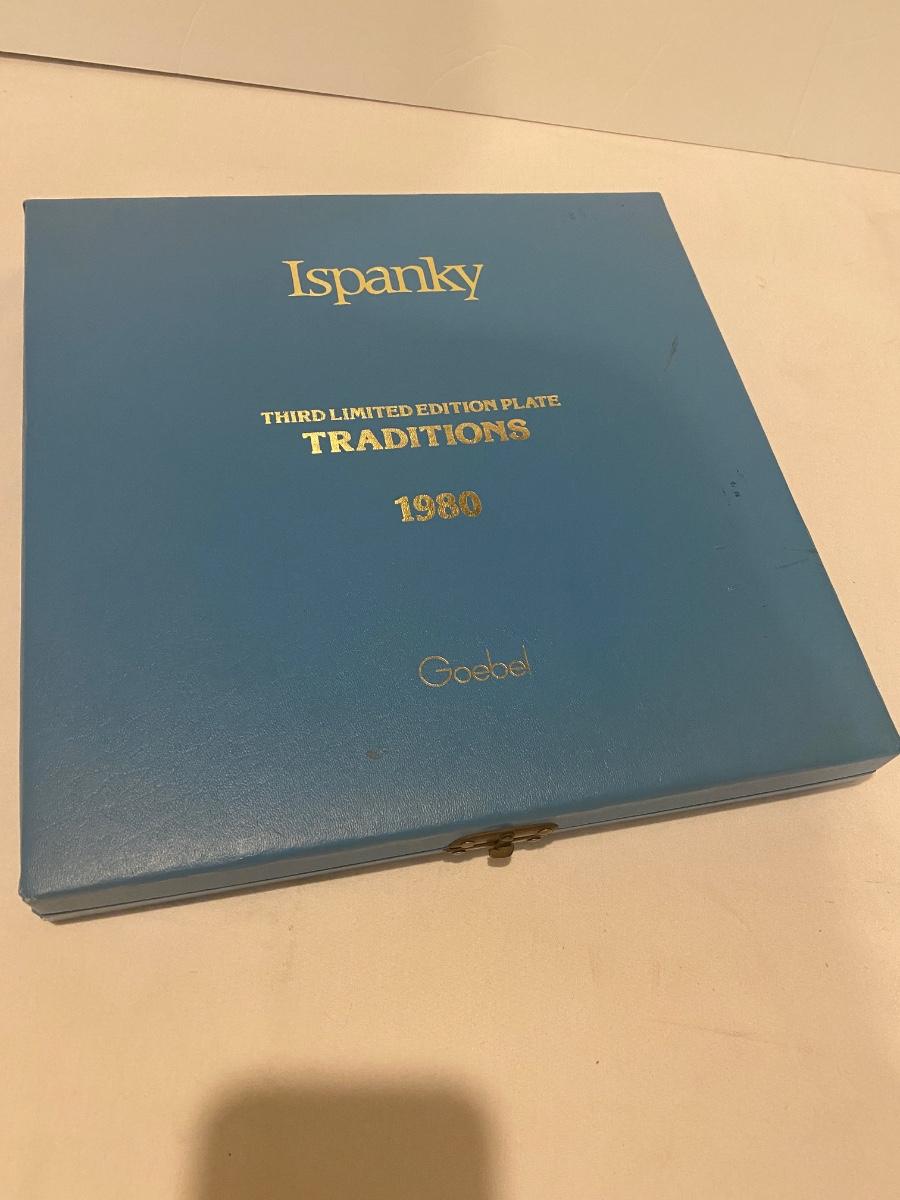 Ispanky
THIRD LIMITED EDITION PLATE
TRADITIONS
1980
Goebel